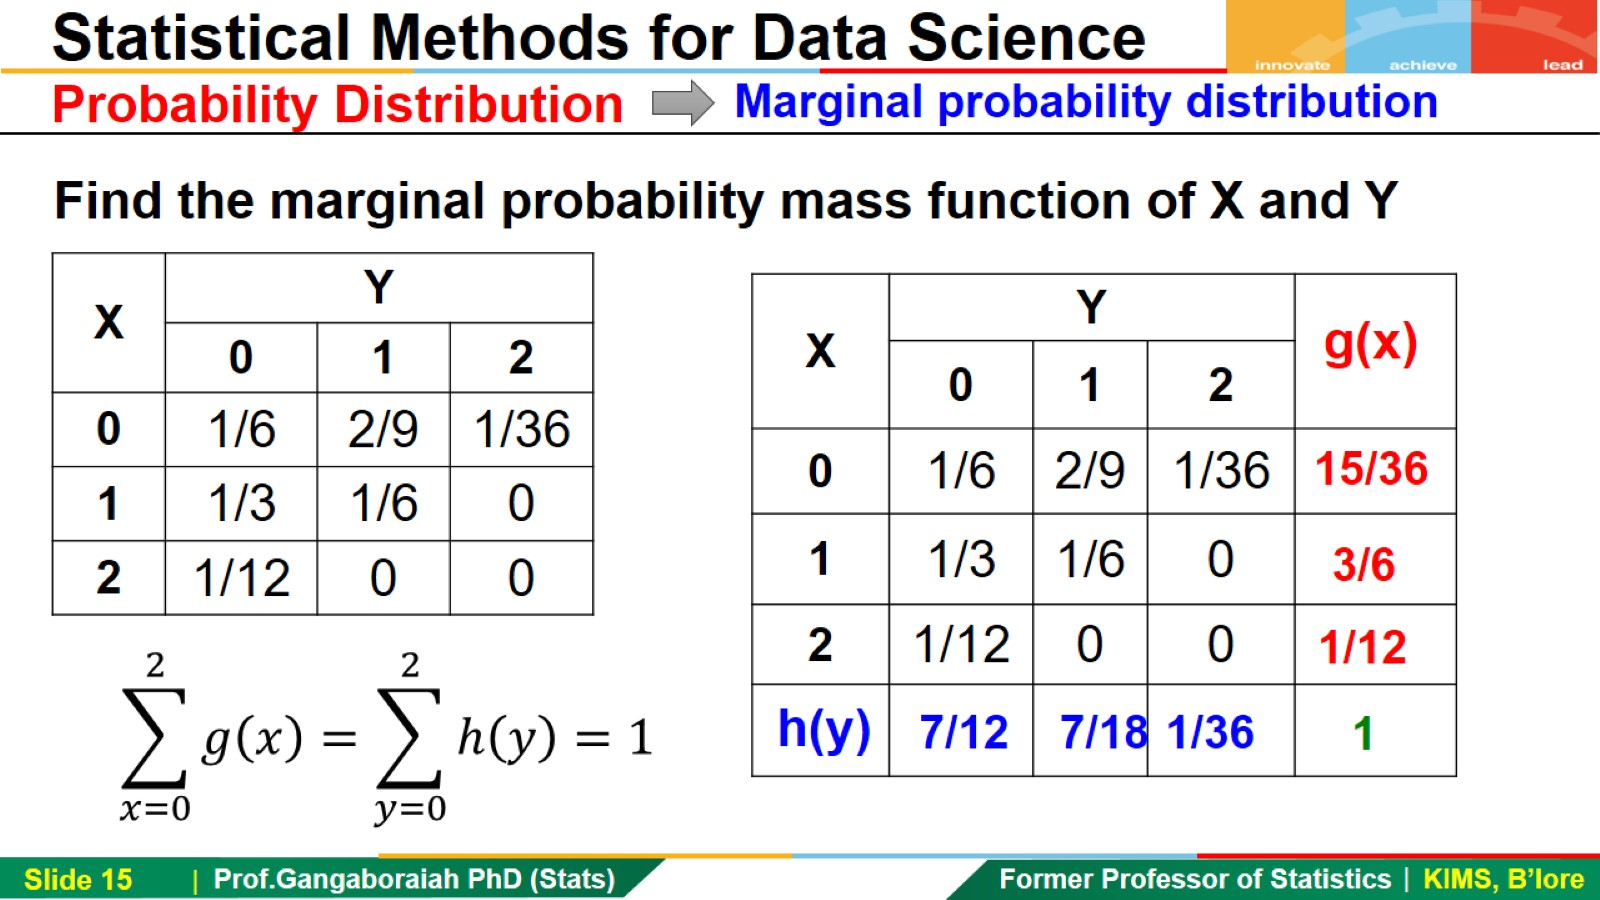 Statistical Methods for Data Science
innovate achieve lead
Probability Distribution Marginal probability distribution
Find the marginal probability mass function of X and Y
X Y
0 1 2
0 1/6 2/9 1/36
1 1/3 1/6 0
2 1/12 0 0
X Y g(x)
0 1 2
0 1/6 2/9 1/36 15/36
1 1/3 1/6 0 3/6
2 1/12 0 0 1/12
h(y) 7/12 7/18 1/36 1
∑_{x=0}^{2} g(x) = ∑_{y=0}^{2} h(y) = 1
Slide 15 | Prof.Gangaboraiah PhD (Stats) Former Professor of Statistics | KIMS, B’lore